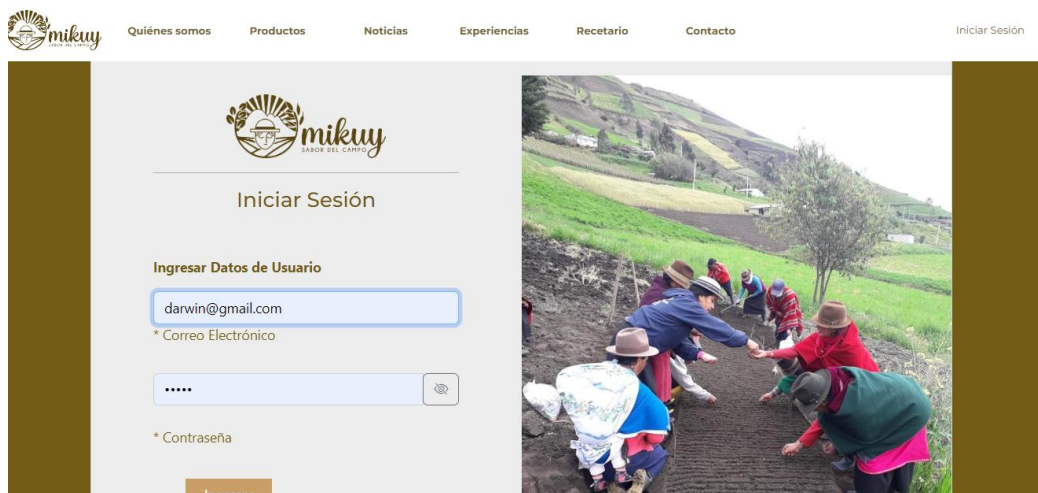 mikuy
SABOR DEL CAMPO
Quiénes somos Productos Noticias Experiencias Recetario Contacto Iniciar Sesión
mikuy
SABOR DEL CAMPO
Iniciar Sesión
Ingresar Datos de Usuario
darwin@gmail.com
* Correo Electrónico
•••••
* Contraseña